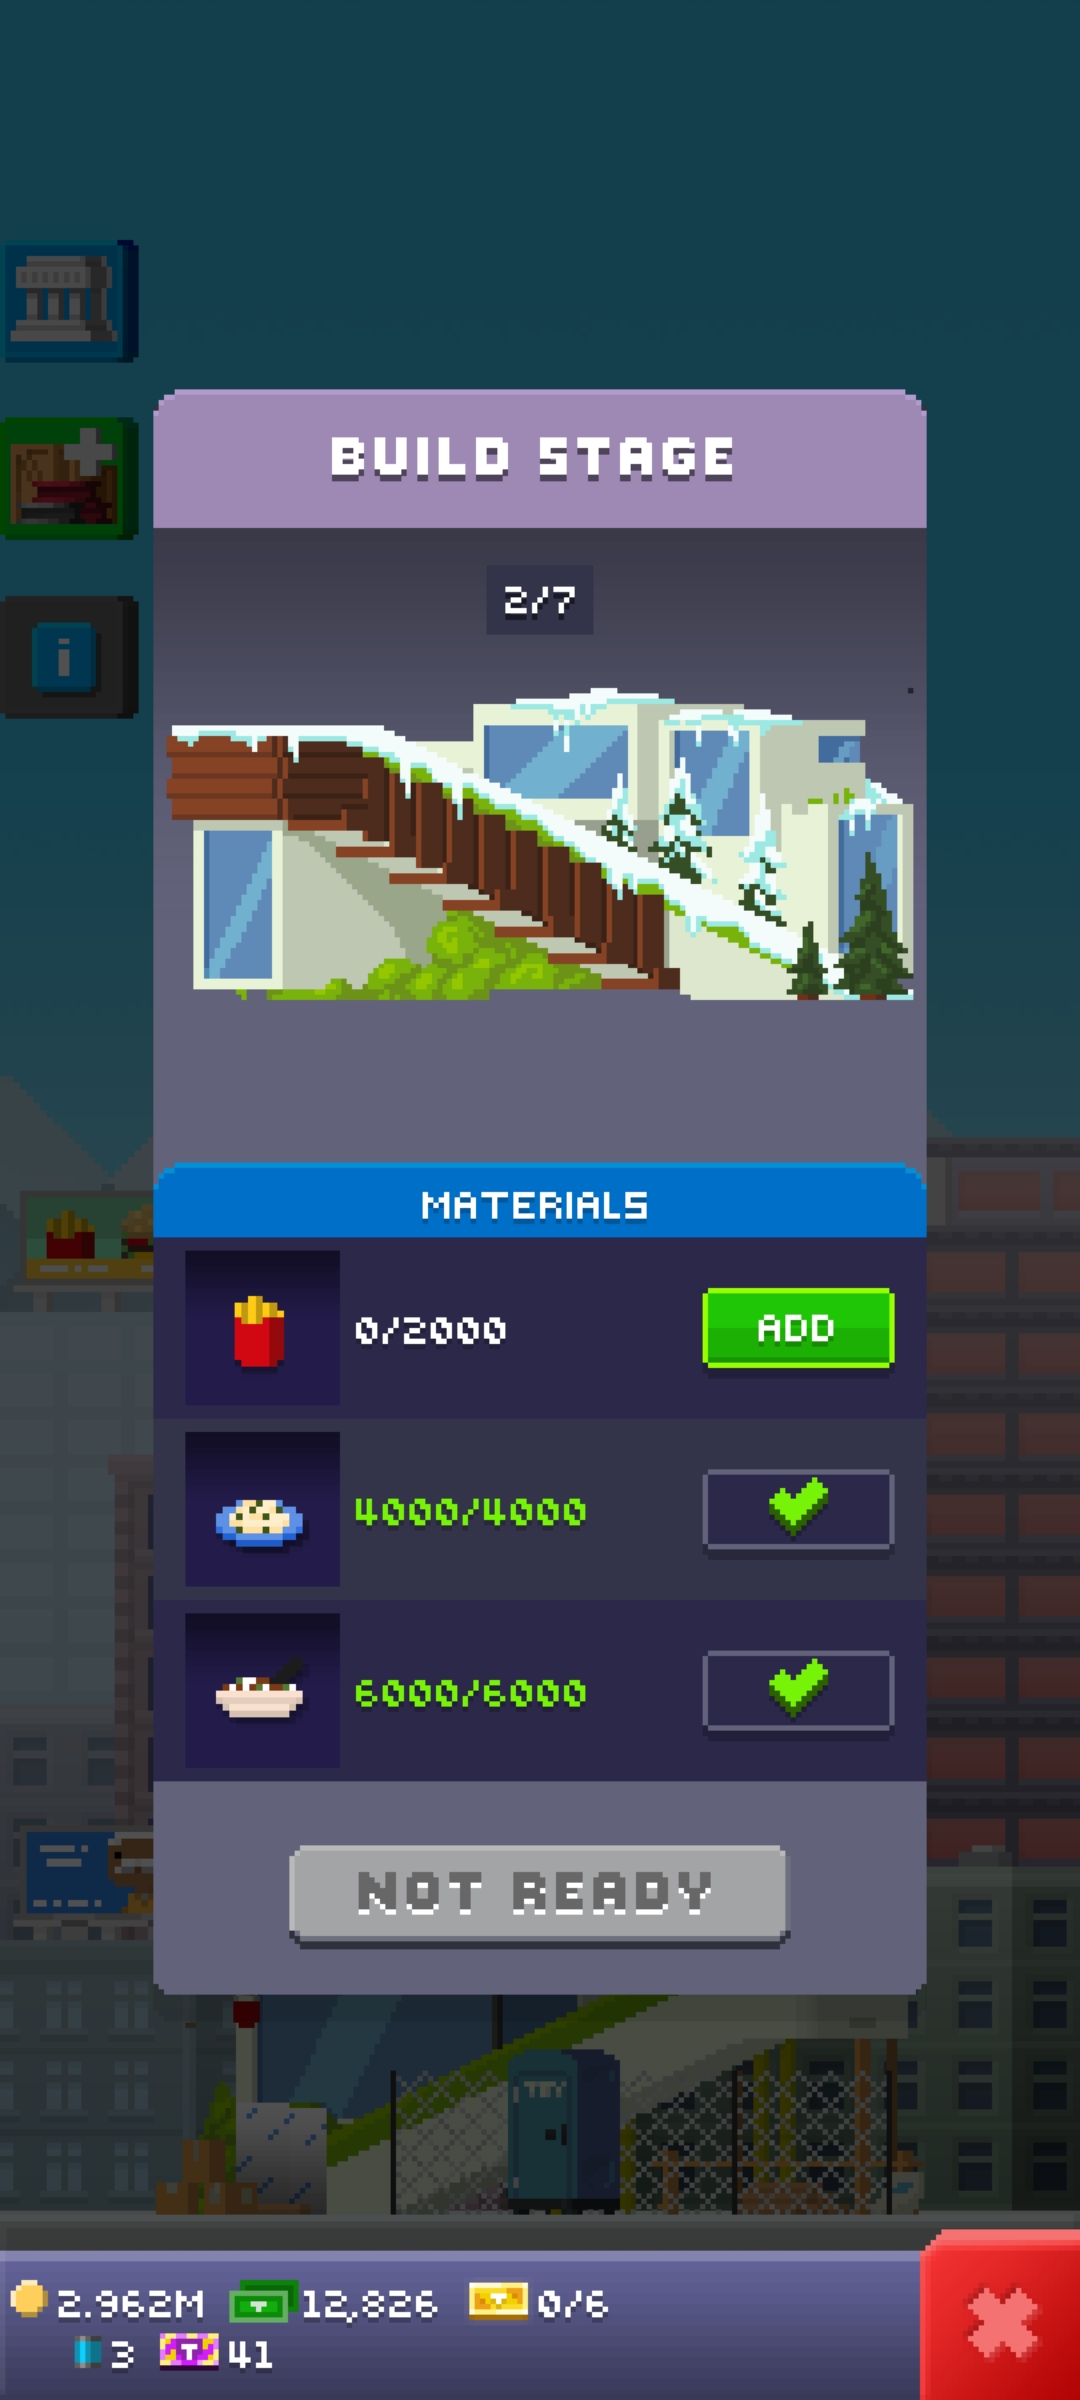 BUILD STAGE
2/7
MATERIALS
0/2000
ADD
4000/4000
6000/6000
NOT READY
2.962M 12,826 0/6
3 41